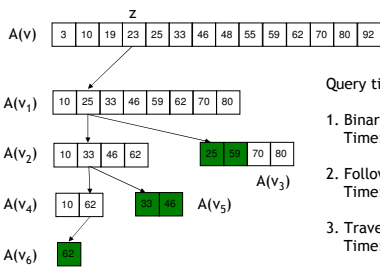 z
A(v) 3 10 19 23 25 33 46 48 55 59 62 70 80 92
A(v1) 10 25 33 46 59 62 70 80
Query ti
1. Binar
Time:
A(v2) 10 33 46 62 25 59 70 80
A(v3)
2. Follow
Time:
A(v4) 10 62 33 46 A(v5)
3. Trave
Time:
A(v6) 62